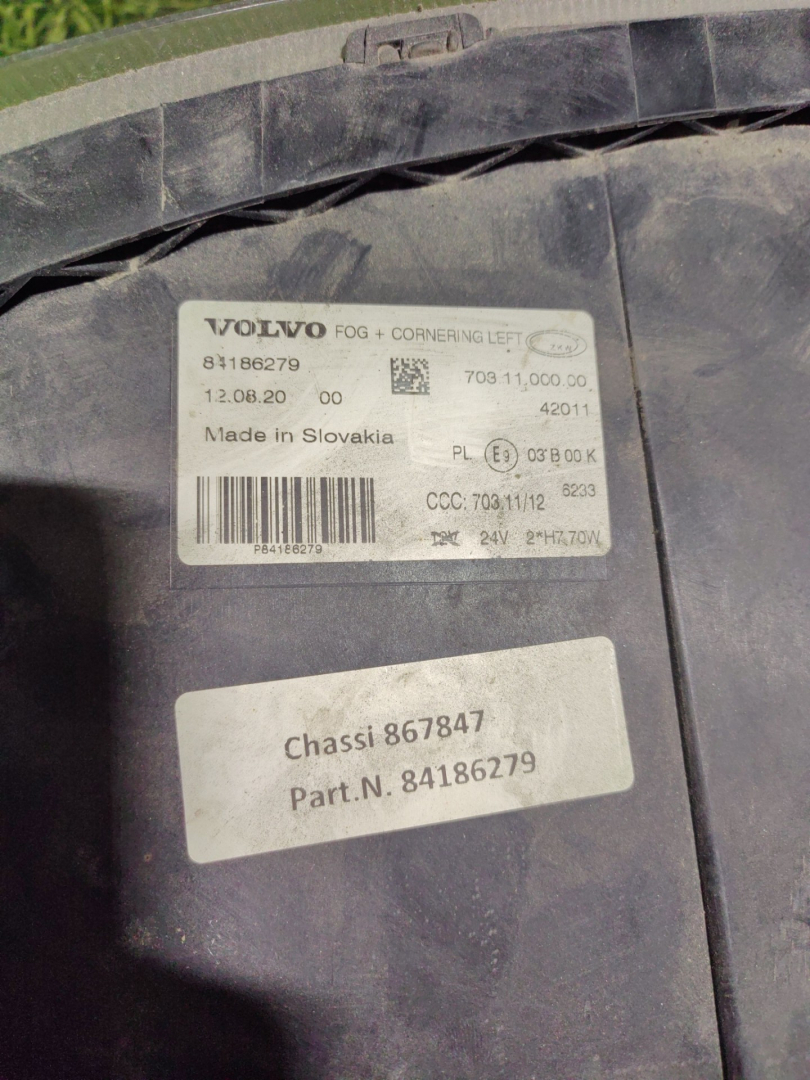 VOLVO FOG + CORNERING LEFT
84186279
703.11.000.00
12.08.20 00
42011
Made in Slovakia
PL E9 03 B 00 K
6233
CCC: 703.11/12
P84186279
12V 24V 2*H7,70W
Chassi 867847
Part.N. 84186279